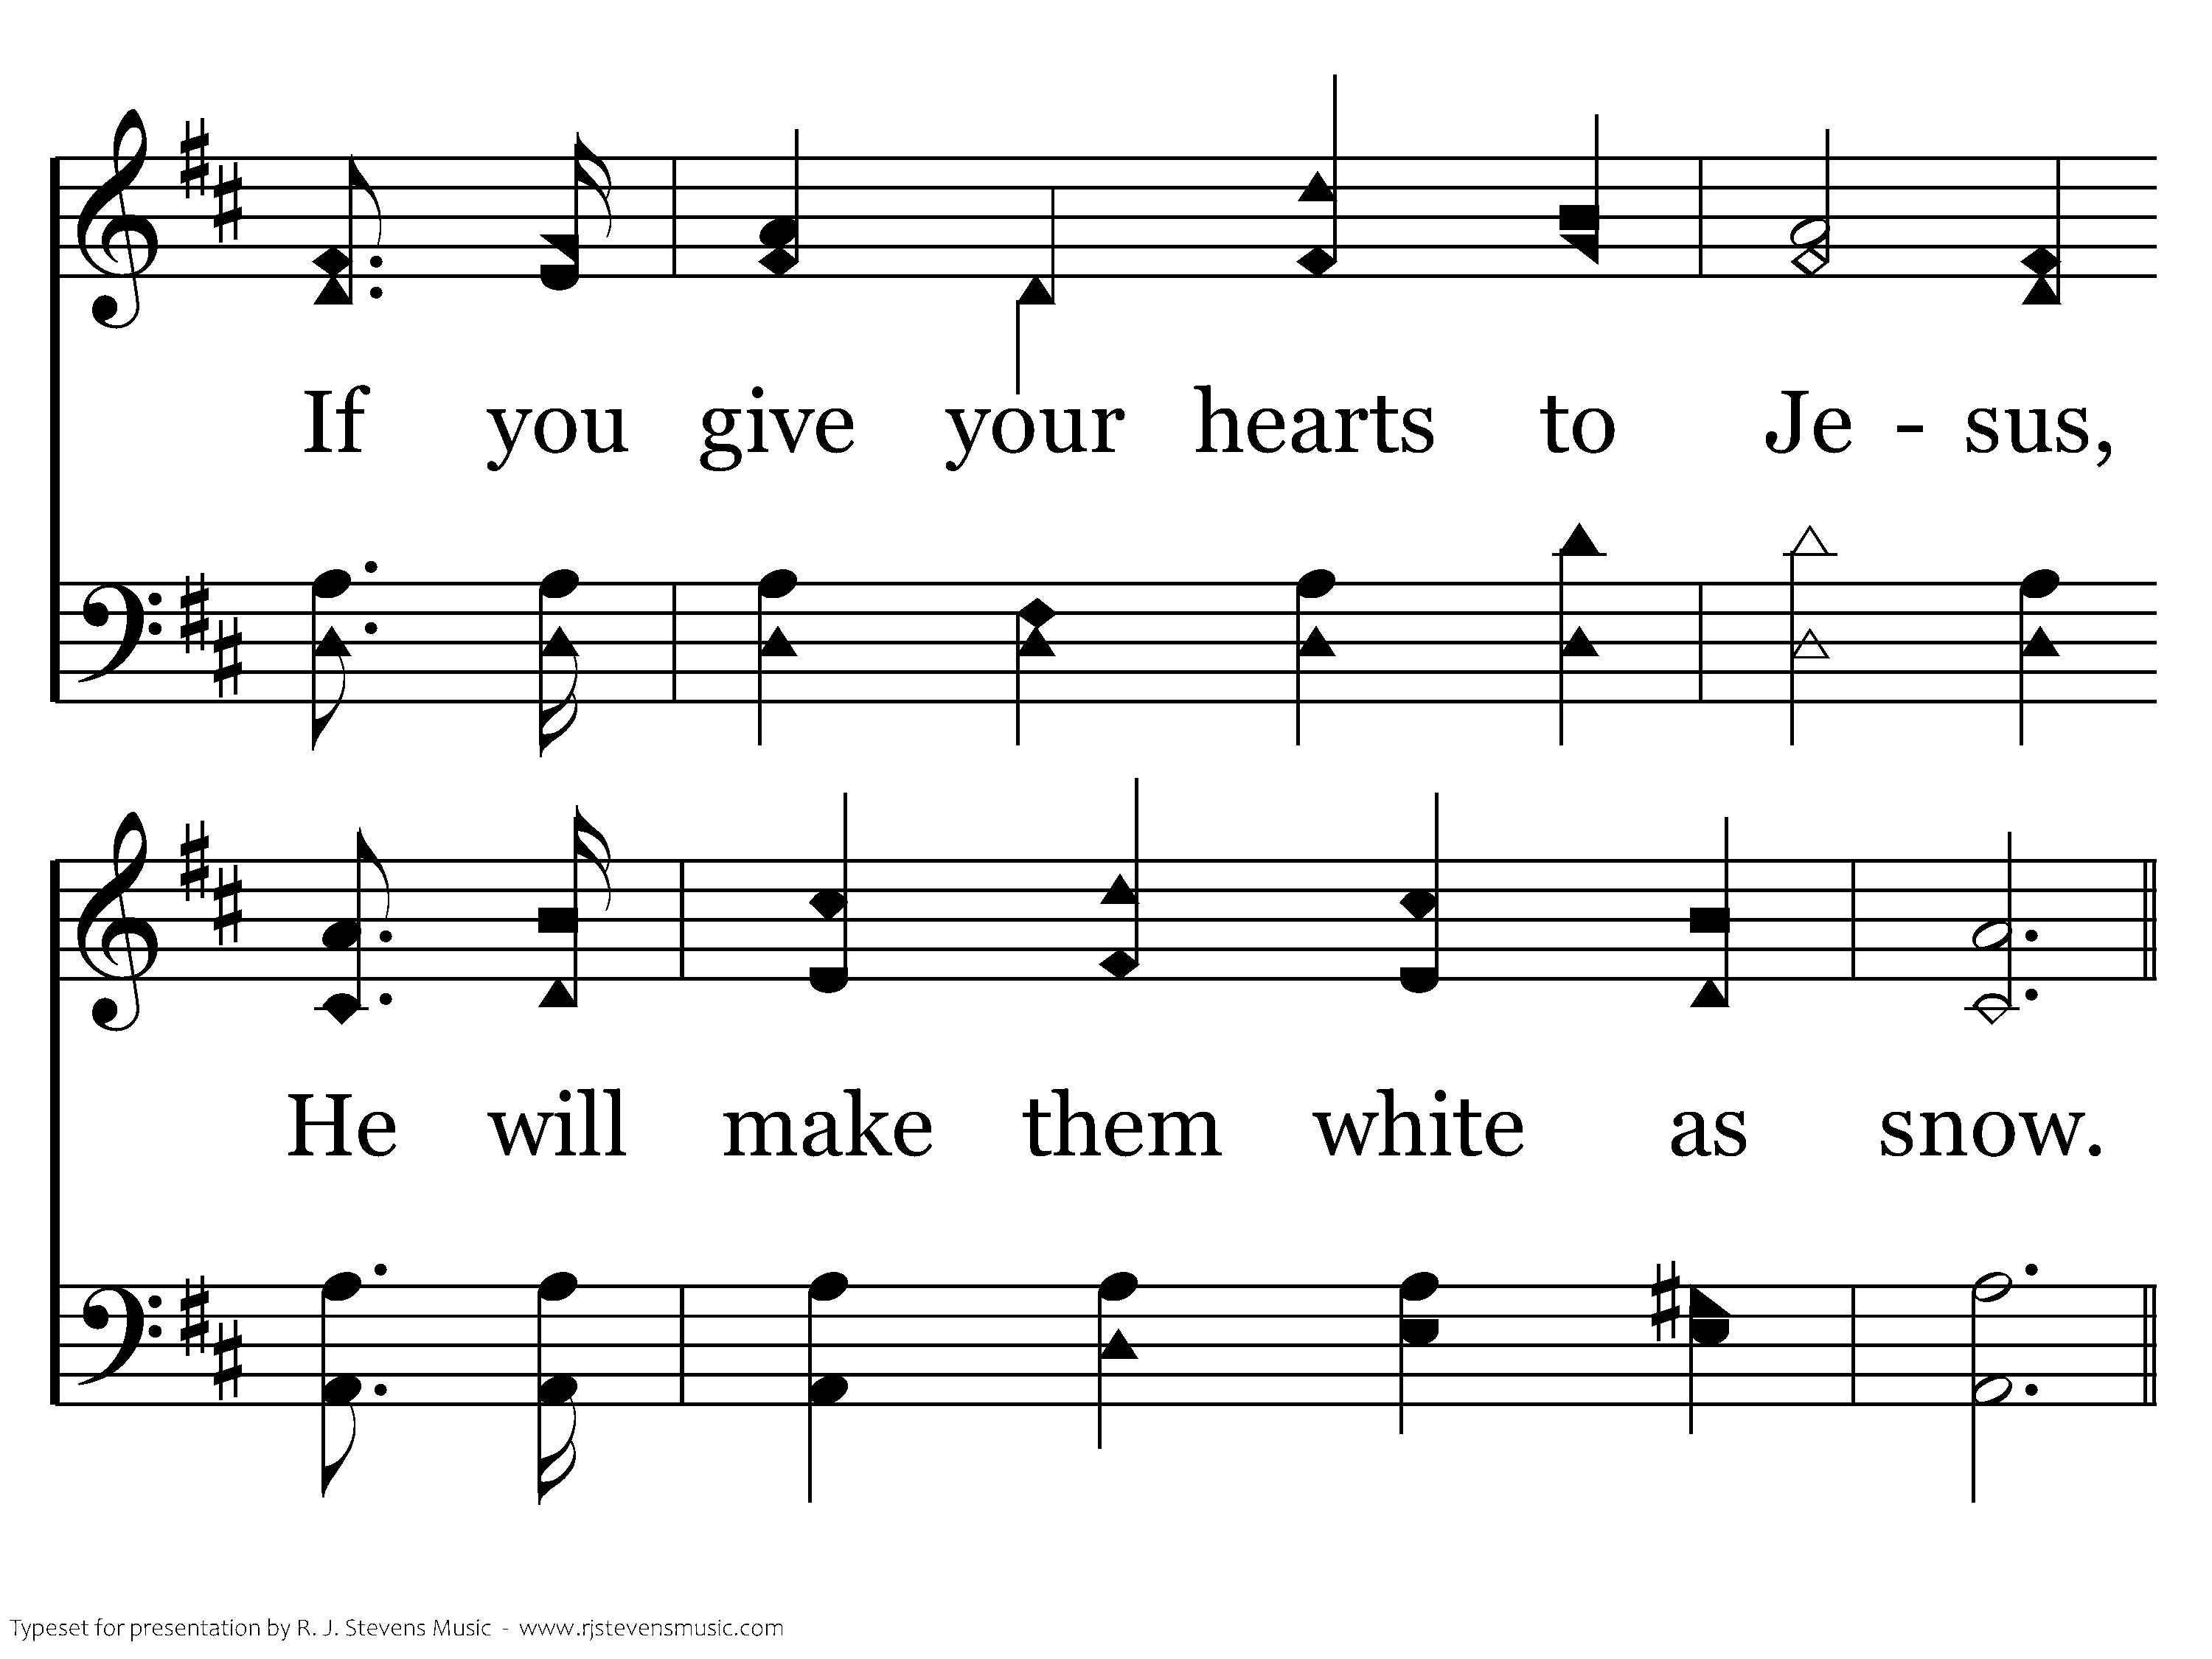 If you give your hearts to Je - sus,
He will make them white as snow.
Typeset for presentation by R. J. Stevens Music - www.rjstevensmusic.com